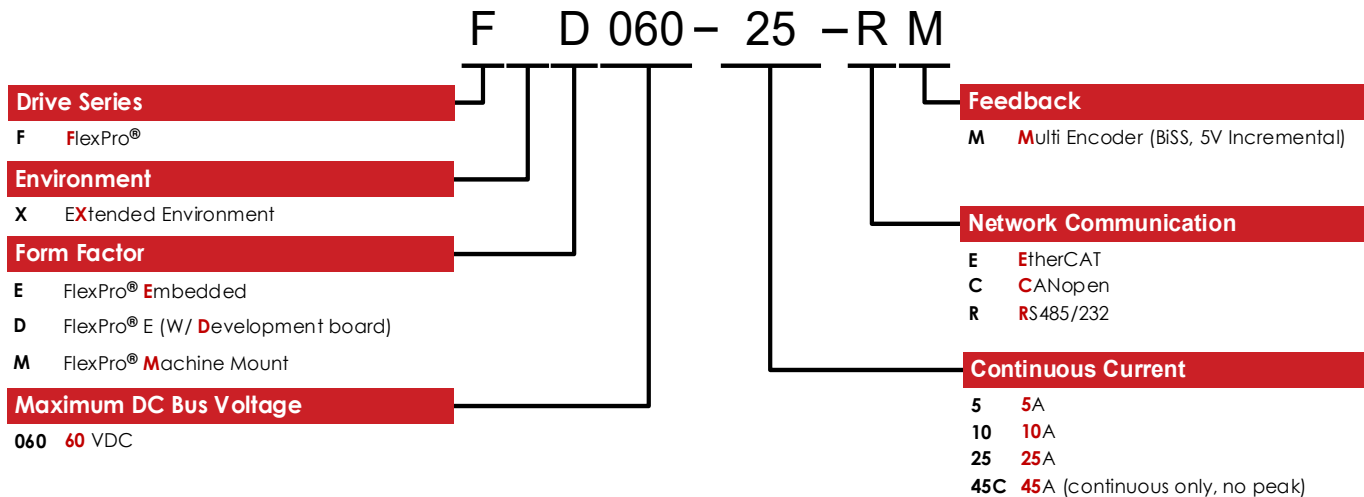 F D 060 – 25 – R M
Drive Series
F FlexPro®
Environment
X EXtended Environment
Form Factor
E FlexPro® Embedded
D FlexPro® E (W/ Development board)
M FlexPro® Machine Mount
Maximum DC Bus Voltage
060 60 VDC
Feedback
M Multi Encoder (BiSS, 5V Incremental)
Network Communication
E EtherCAT
C CANopen
R RS485/232
Continuous Current
5 5A
10 10A
25 25A
45C 45A (continuous only, no peak)